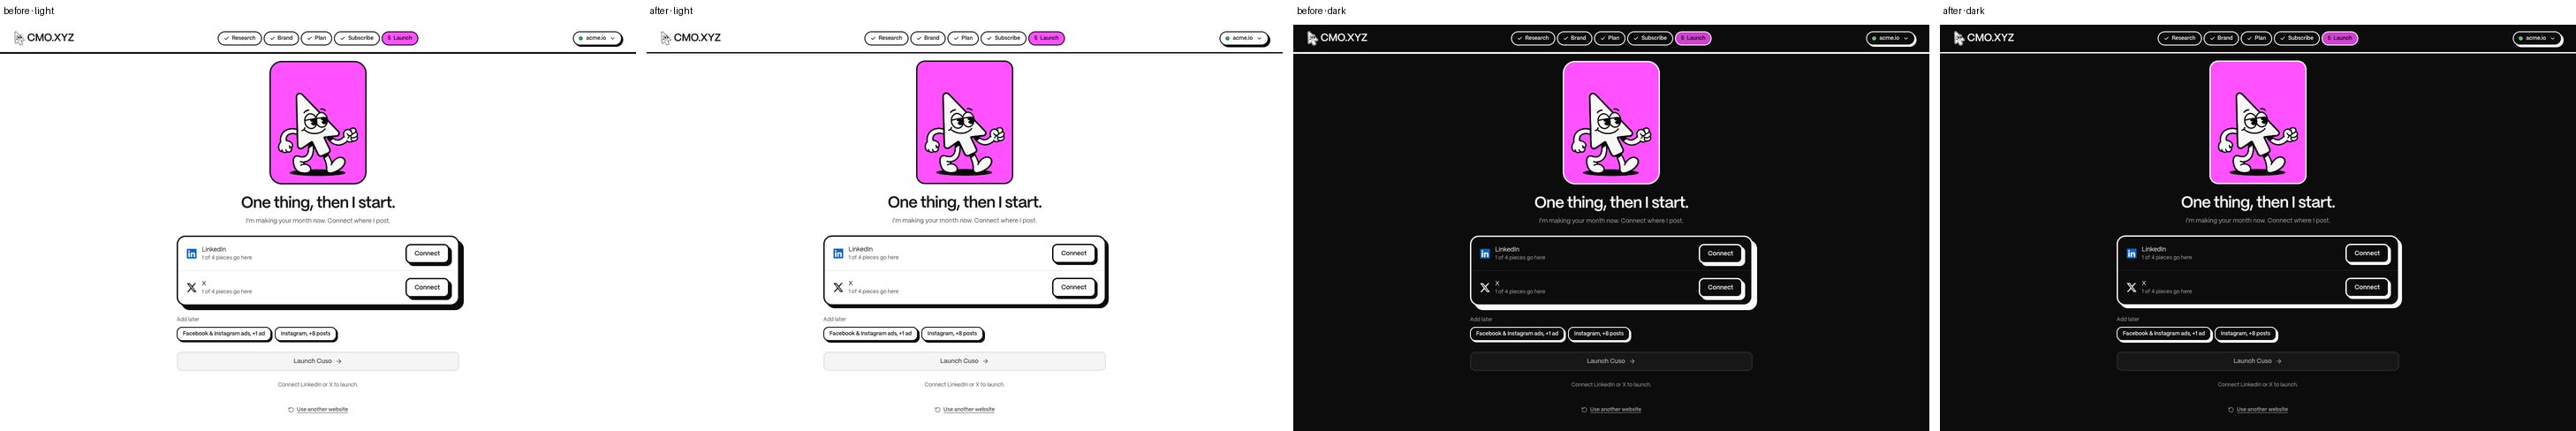 before · light
CMO.XYZ
Research
Brand
Plan
Subscribe
5 Launch
acme.io
One thing, then I start.
I'm making your month now. Connect where I post.
LinkedIn
1 of 4 pieces go here
Connect
X
1 of 4 pieces go here
Connect
Add later
Facebook & Instagram ads, +1 ad
Instagram, +8 posts
Launch Cuso →
Connect LinkedIn or X to launch.
Use another website
after · light
CMO.XYZ
Research
Brand
Plan
Subscribe
5 Launch
acme.io
One thing, then I start.
I'm making your month now. Connect where I post.
LinkedIn
1 of 4 pieces go here
Connect
X
1 of 4 pieces go here
Connect
Add later
Facebook & Instagram ads, +1 ad
Instagram, +8 posts
Launch Cuso →
Connect LinkedIn or X to launch.
Use another website
before · dark
CMO.XYZ
Research
Brand
Plan
Subscribe
5 Launch
acme.io
One thing, then I start.
I'm making your month now. Connect where I post.
LinkedIn
1 of 4 pieces go here
Connect
X
1 of 4 pieces go here
Connect
Add later
Facebook & Instagram ads, +1 ad
Instagram, +8 posts
Launch Cuso →
Connect LinkedIn or X to launch.
Use another website
after · dark
CMO.XYZ
Research
Brand
Plan
Subscribe
5 Launch
acme.io
One thing, then I start.
I'm making your month now. Connect where I post.
LinkedIn
1 of 4 pieces go here
Connect
X
1 of 4 pieces go here
Connect
Add later
Facebook & Instagram ads, +1 ad
Instagram, +8 posts
Launch Cuso →
Connect LinkedIn or X to launch.
Use another website